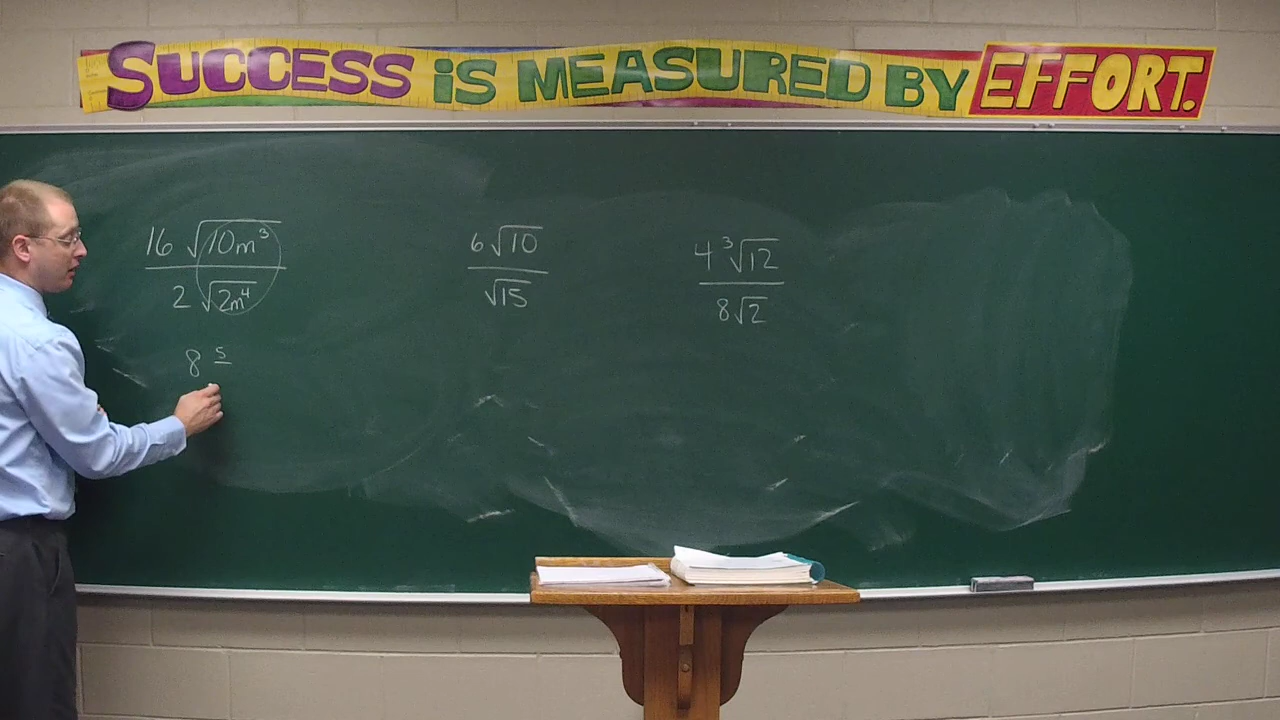 SUCCESS IS MEASURED BY EFFORT.
16 √10m³
2 √2m⁴
8 5
6 √10
√15
4 ³√12
8 √2